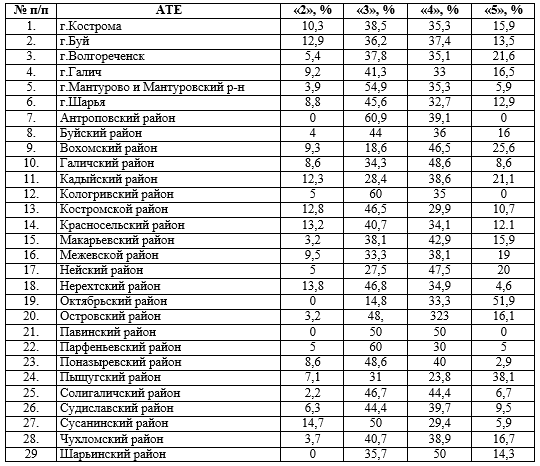 № п/п АТЕ «2», % «3», % «4», % «5», %
1. г.Кострома 10,3 38,5 35,3 15,9
2. г.Буй 12,9 36,2 37,4 13,5
3. г.Волгореченск 5,4 37,8 35,1 21,6
4. г.Галич 9,2 41,3 33 16,5
5. г.Мантурово и Мантуровский р-н 3,9 54,9 35,3 5,9
6. г.Шарья 8,8 45,6 32,7 12,9
7. Антроповский район 0 60,9 39,1 0
8. Буйский район 4 44 36 16
9. Вохомский район 9,3 18,6 46,5 25,6
10. Галичский район 8,6 34,3 48,6 8,6
11. Кадыйский район 12,3 28,4 38,6 21,1
12. Кологривский район 5 60 35 0
13. Костромской район 12,8 46,5 29,9 10,7
14. Красносельский район 13,2 40,7 34,1 12.1
15. Макарьевский район 3,2 38,1 42,9 15,9
16. Межевской район 9,5 33,3 38,1 19
17. Нейский район 5 27,5 47,5 20
18. Нерехтский район 13,8 46,8 34,9 4,6
19. Октябрьский район 0 14,8 33,3 51,9
20. Островский район 3,2 48, 323 16,1
21. Павинский район 0 50 50 0
22. Парфеньевский район 5 60 30 5
23. Поназыревский район 8,6 48,6 40 2,9
24. Пыщугский район 7,1 31 23,8 38,1
25. Солигаличский район 2,2 46,7 44,4 6,7
26. Судиславский район 6,3 44,4 39,7 9,5
27. Сусанинский район 14,7 50 29,4 5,9
28. Чухломский район 3,7 40,7 38,9 16,7
29 Шарьинский район 0 35,7 50 14,3